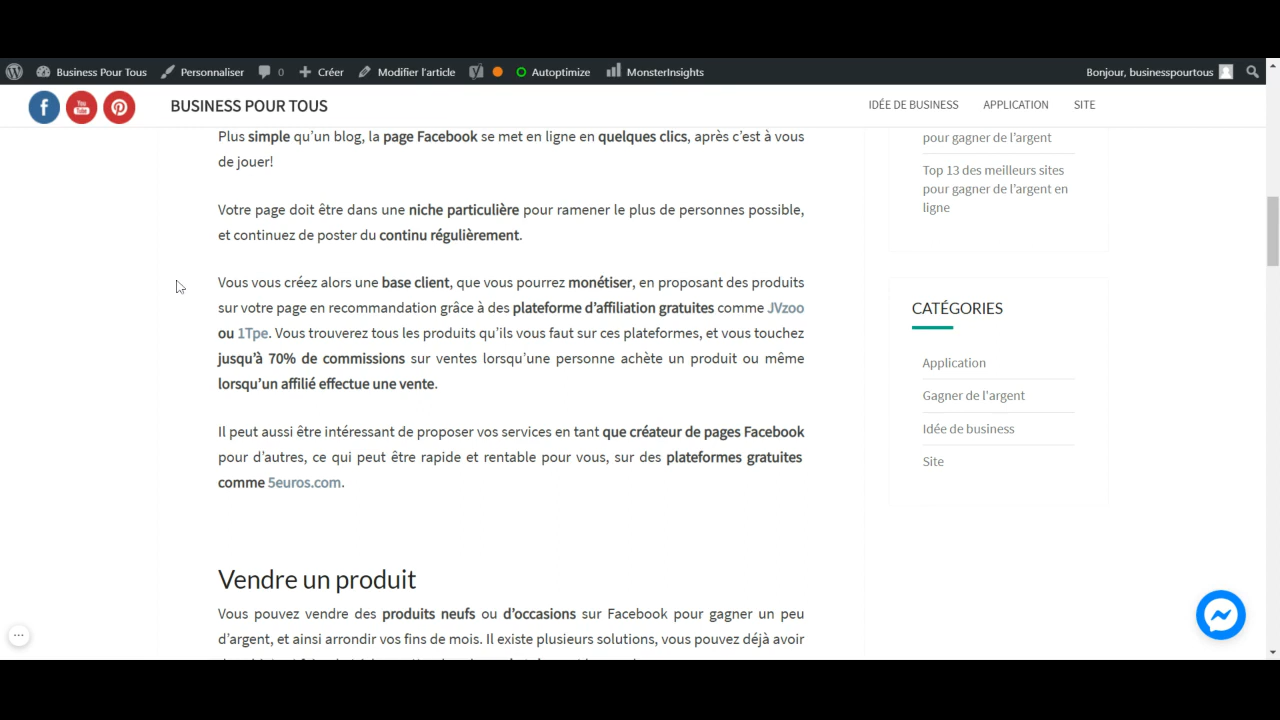 Business Pour Tous 0 Créer Modifier l'article Autoptimize MonsterInsights Bonjour, businesspourtous
Personnaliser
f You Tube BUSINESS POUR TOUS IDÉE DE BUSINESS APPLICATION SITE
Plus simple qu'un blog, la page Facebook se met en ligne en quelques clics, après c'est à vous
de jouer!
Votre page doit être dans une niche particulière pour ramener le plus de personnes possible,
et continuez de poster du continu régulièrement.
Vous vous créez alors une base client, que vous pourrez monétiser, en proposant des produits
sur votre page en recommandation grâce à des plateforme d'affiliation gratuites comme JVzoo
ou 1Tpe. Vous trouverez tous les produits qu'ils vous faut sur ces plateformes, et vous touchez
jusqu'à 70% de commissions sur ventes lorsqu'une personne achète un produit ou même
lorsqu'un affilié effectue une vente.
Il peut aussi être intéressant de proposer vos services en tant que créateur de pages Facebook
pour d'autres, ce qui peut être rapide et rentable pour vous, sur des plateformes gratuites
comme 5euros.com.
Vendre un produit
Vous pouvez vendre des produits neufs ou d'occasions sur Facebook pour gagner un peu
d'argent, et ainsi arrondir vos fins de mois. Il existe plusieurs solutions, vous pouvez déjà avoir
pour gagner de l'argent
Top 13 des meilleurs sites
pour gagner de l'argent en
ligne
CATÉGORIES
Application
Gagner de l'argent
Idée de business
Site